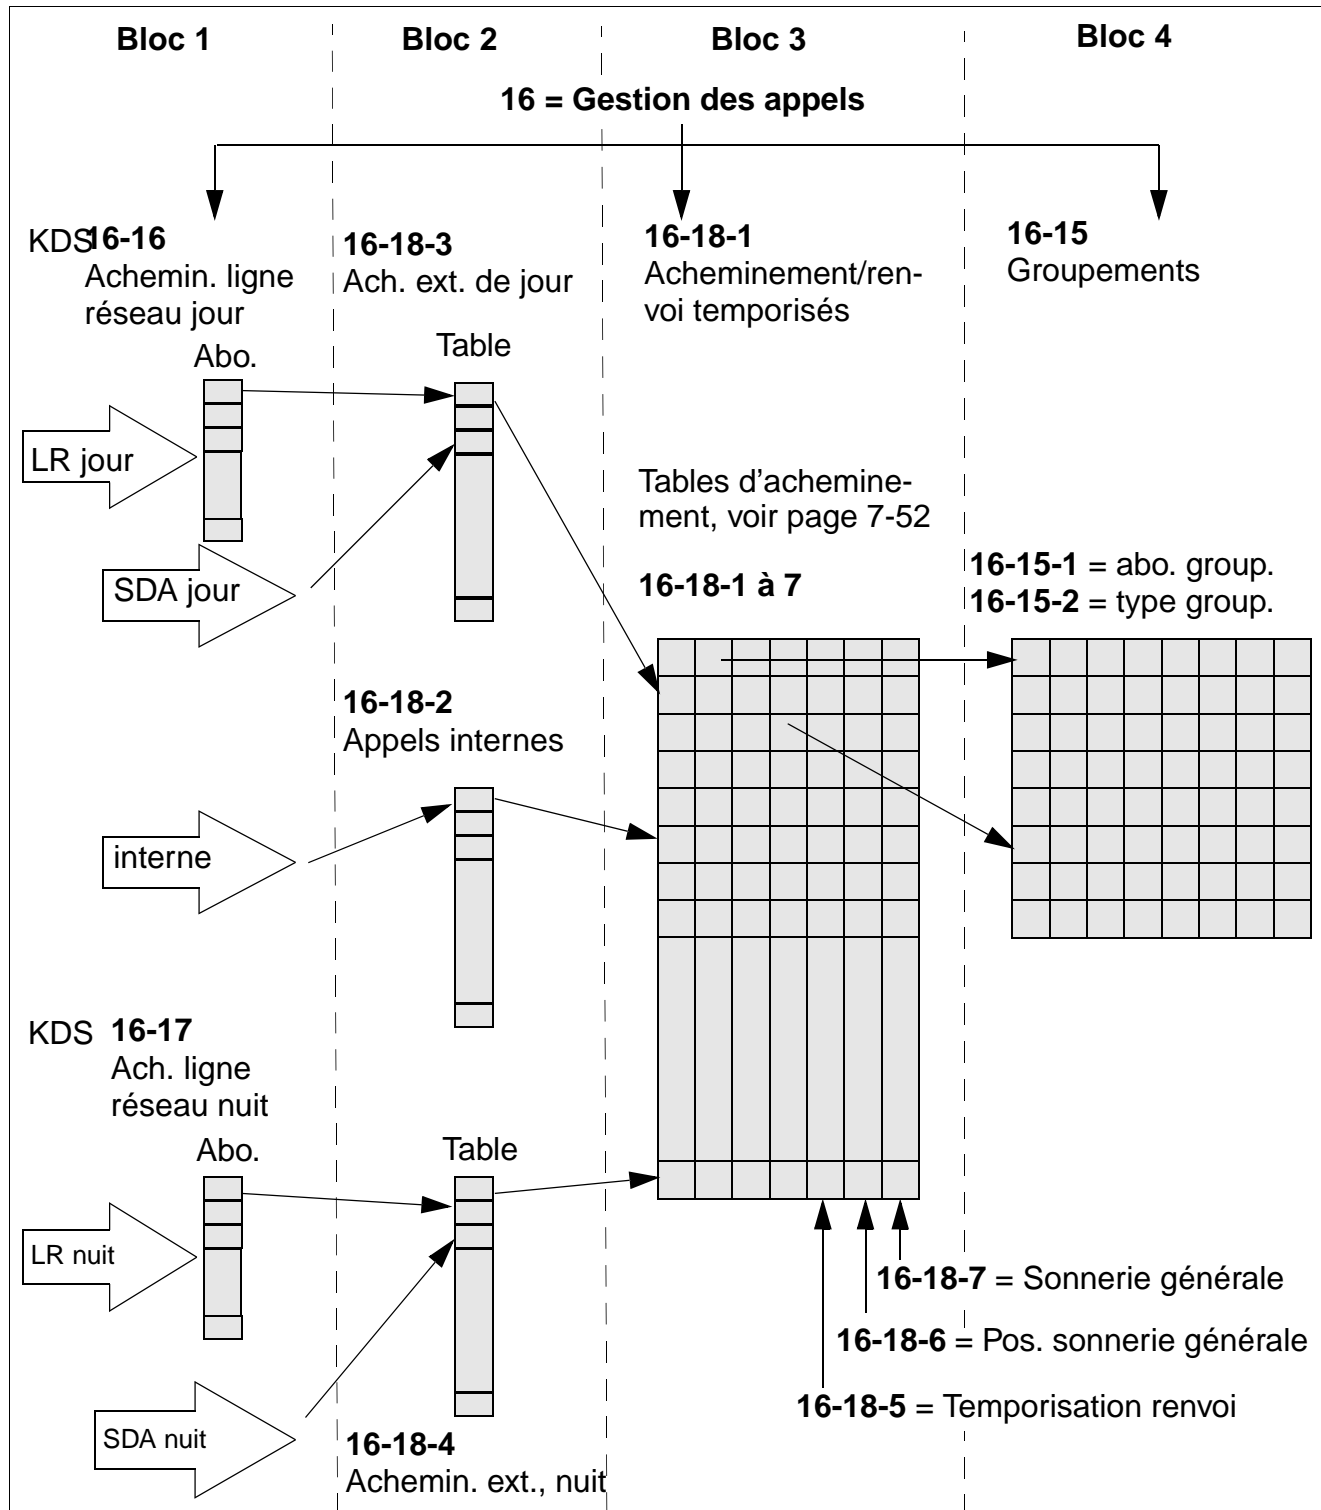 Bloc 1
Bloc 2
Bloc 3
Bloc 4
16 = Gestion des appels
KDS 16-16
Achemin. ligne
réseau jour
Abo.
LR jour
SDA jour
16-18-3
Ach. ext. de jour
Table
16-18-1
Acheminement/ren-
voi temporisés
16-15
Groupements
Tables d'achemine-
ment, voir page 7-52
16-18-1 à 7
16-15-1 = abo. group.
16-15-2 = type group.
16-18-2
Appels internes
interne
KDS 16-17
Ach. ligne
réseau nuit
Abo.
Table
LR nuit
SDA nuit
16-18-4
Achemin. ext., nuit
16-18-7 = Sonnerie générale
16-18-6 = Pos. sonnerie générale
16-18-5 = Temporisation renvoi